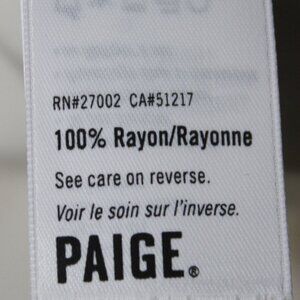 RN#27002 CA#51217
100% Rayon/Rayonne
See care on reverse.
Voir le soin sur l'inverse.
PAIGE®